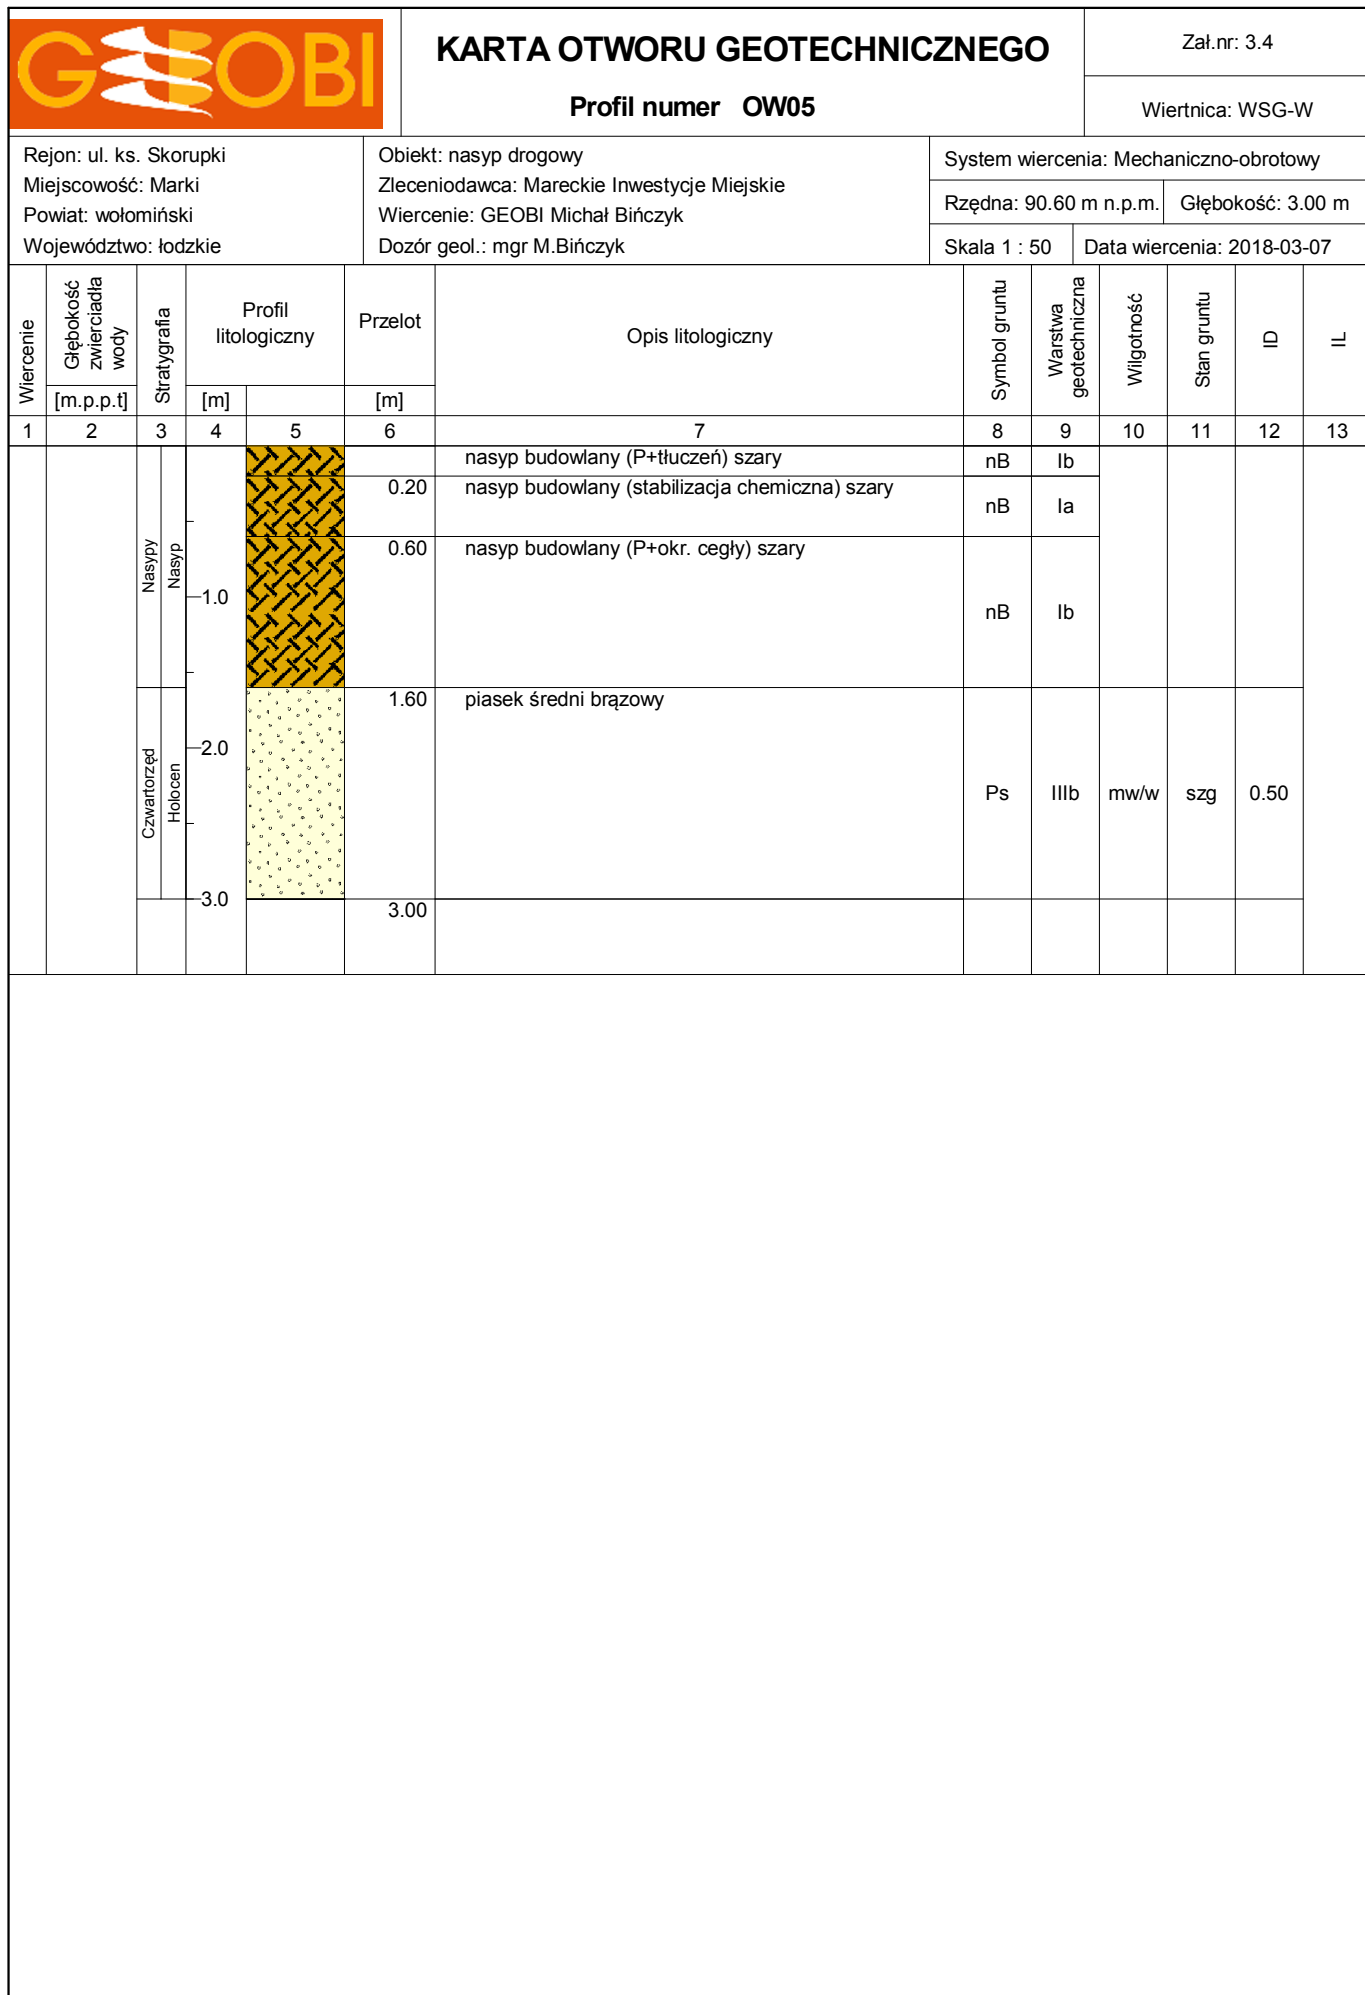 GEOBI
KARTA OTWORU GEOTECHNICZNEGO
Profil numer OW05
Zał.nr: 3.4
Wiertnica: WSG-W
Rejon: ul. ks. Skorupki
Miejscowość: Marki
Powiat: wołomiński
Województwo: łodzkie
Obiekt: nasyp drogowy
Zleceniodawca: Mareckie Inwestycje Miejskie
Wiercenie: GEOBI Michał Bińczyk
Dozór geol.: mgr M.Bińczyk
System wiercenia: Mechaniczno-obrotowy
Rzędna: 90.60 m n.p.m.
Głębokość: 3.00 m
Skala 1 : 50
Data wiercenia: 2018-03-07
Wiercenie
Głębokość
zwierciadła
wody
[m.p.p.t]
Stratygrafia
Profil
litologiczny
[m]
Przelot
[m]
Opis litologiczny
Symbol gruntu
Warstwa
geotechniczna
Wilgotność
Stan gruntu
ID
IL
1 2 3 4 5 6 7 8 9 10 11 12 13
nasyp budowlany (P+tłuczeń) szary nB Ib
0.20 nasyp budowlany (stabilizacja chemiczna) szary
nB Ia
0.60 nasyp budowlany (P+okr. cegły) szary
Nasypy
Nasyp
1.0
nB Ib
1.60 piasek średni brązowy
2.0
Czwartorzęd
Holocen
Ps IIIb mw/w szg 0.50
3.0
3.00